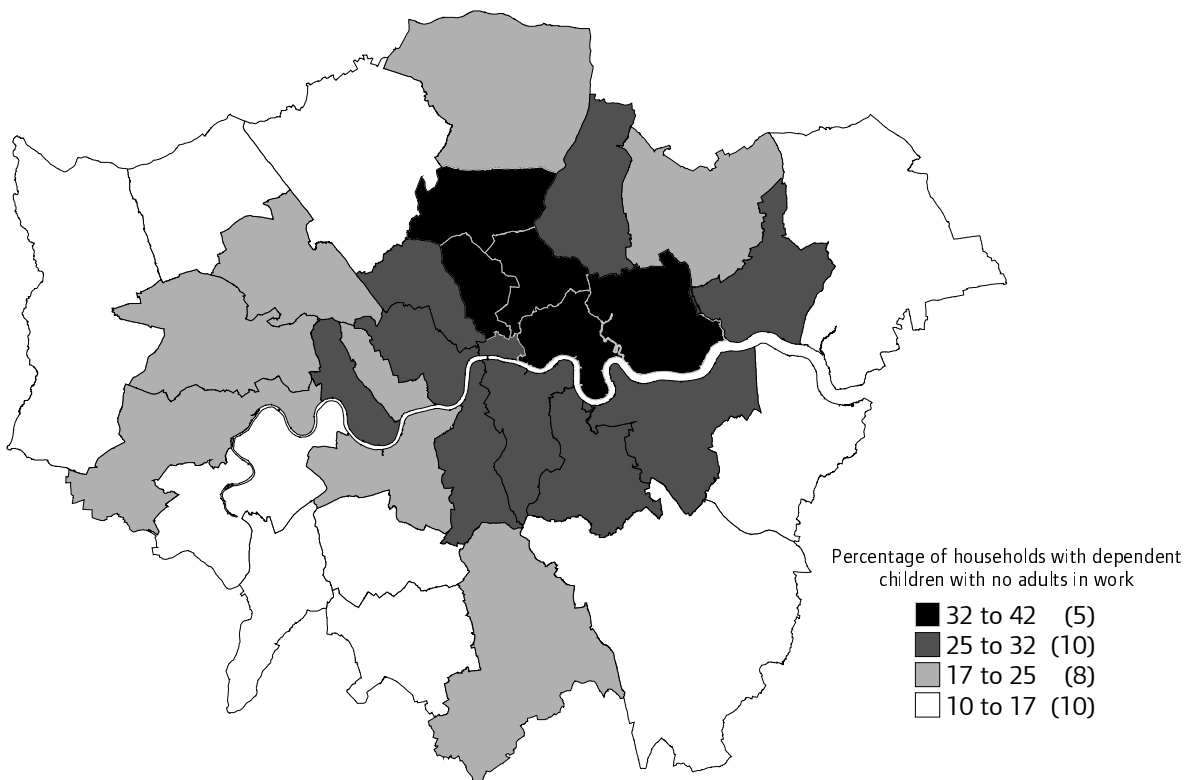 Percentage of households with dependent
children with no adults in work
32 to 42 (5)
25 to 32 (10)
17 to 25 (8)
10 to 17 (10)